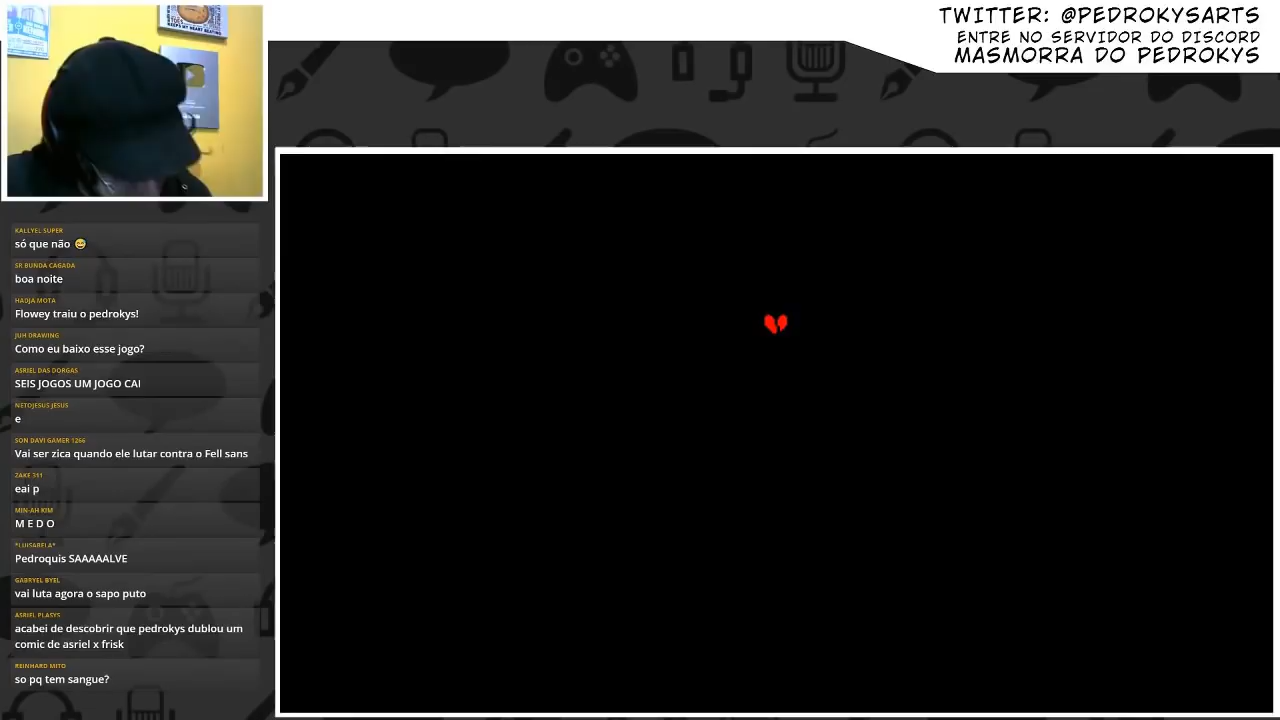 TWITTER: @PEDROKYSARTS
ENTRE NO SERVIDOR DO DISCORD
MASMORRA DO PEDROKYS
KALLYEL SUPER
só que não 😅
SR BUNDA CAGADA
boa noite
HADJA MOTA
Flowey traiu o pedrokys!
JUH DRAWING
Como eu baixo esse jogo?
ASRIEL DAS DORGAS
SEIS JOGOS UM JOGO CAI
NETOJESUS JESUS
e
SON DAVI GAMER 1266
Vai ser zica quando ele lutar contra o Fell sans
ZAKE 311
eai p
MIN-AH KIM
M E D O
*LUISABELA*
Pedroquis SAAAAALVE
GABRYEL BYEL
vai luta agora o sapo puto
ASRIEL PLASYS
acabei de descobrir que pedrokys dublou um
comic de asriel x frisk
REINHARD MITO
so pq tem sangue?